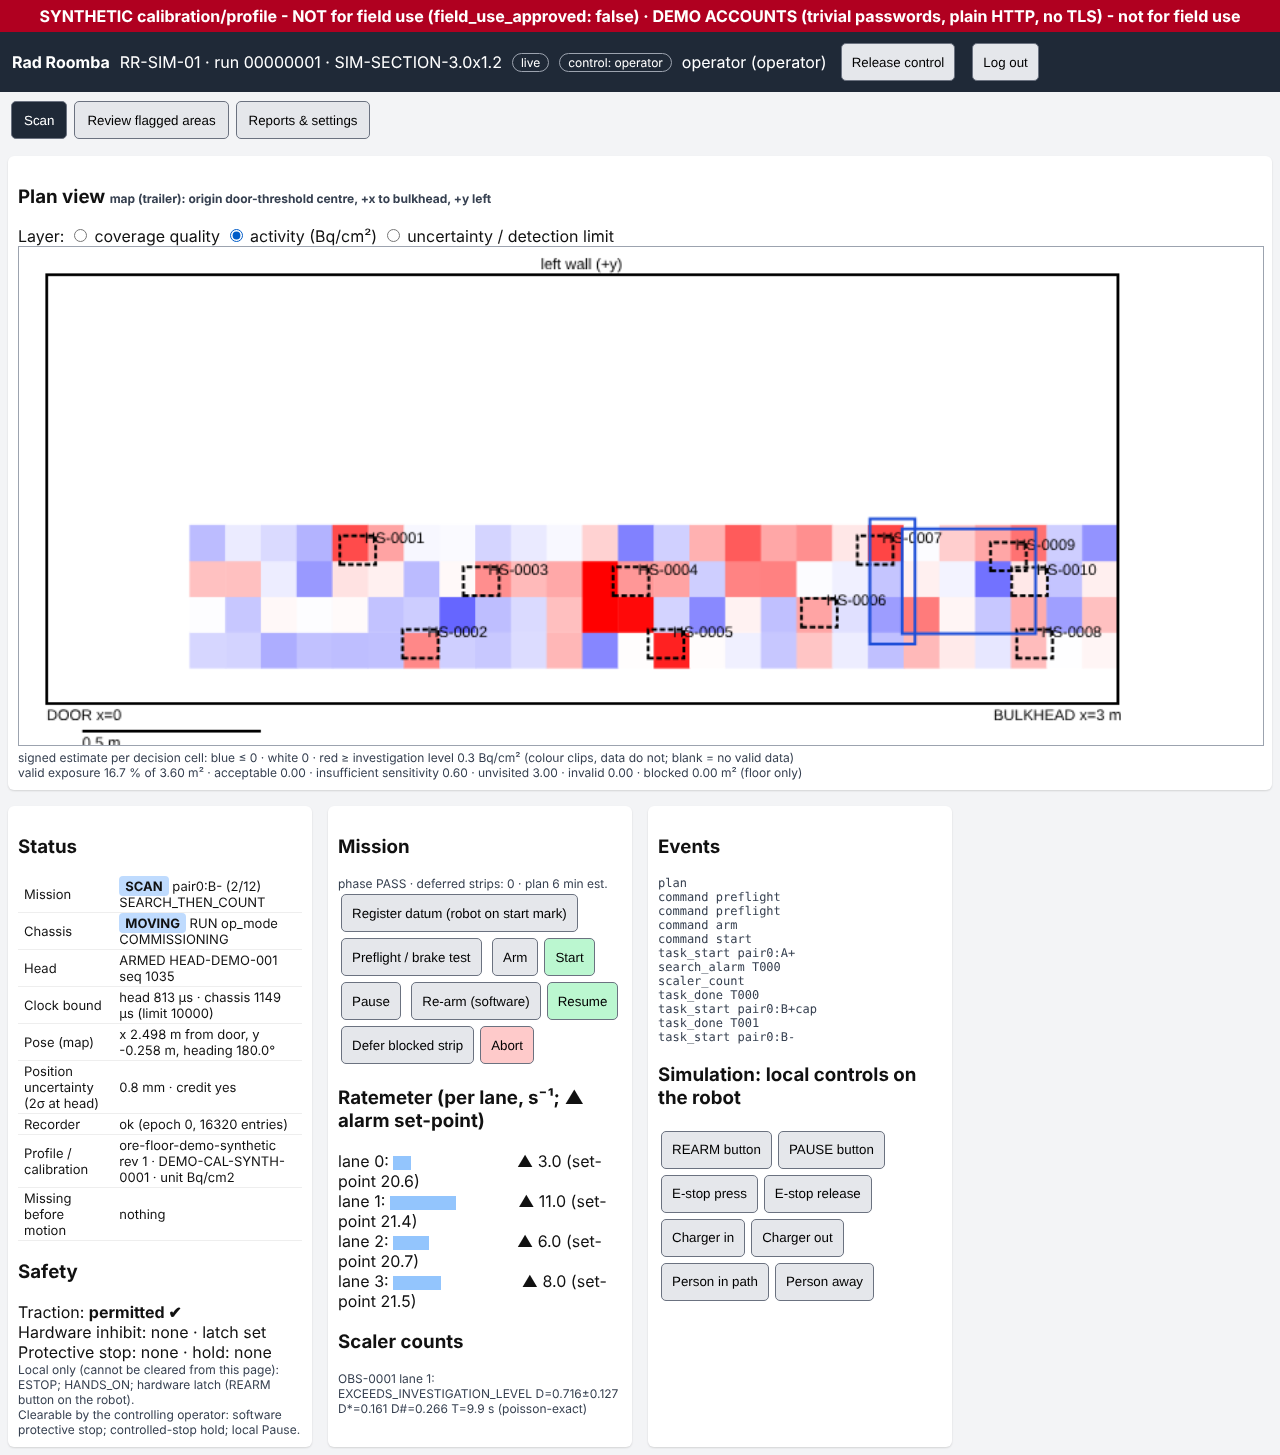 SYNTHETIC calibration/profile - NOT for field use (field_use_approved: false) · DEMO ACCOUNTS (trivial passwords, plain HTTP, no TLS) - not for field use
Rad Roomba RR-SIM-01 · run 00000001 · SIM-SECTION-3.0x1.2 live control: operator operator (operator) Release control Log out
Scan Review flagged areas Reports & settings
Plan view map (trailer): origin door-threshold centre, +x to bulkhead, +y left
Layer: coverage quality activity (Bq/cm²) uncertainty / detection limit
left wall (+y)
HS-0001
HS-0007
HS-0009
HS-0003
HS-0004
HS-0010
HS-0006
HS-0002
HS-0005
HS-0008
DOOR x=0
BULKHEAD x=3 m
0.5 m
signed estimate per decision cell: blue ≤ 0 · white 0 · red ≥ investigation level 0.3 Bq/cm² (colour clips, data do not; blank = no valid data)
valid exposure 16.7 % of 3.60 m² · acceptable 0.00 · insufficient sensitivity 0.60 · unvisited 3.00 · invalid 0.00 · blocked 0.00 m² (floor only)
Status
Mission SCAN pair0:B- (2/12)
SEARCH_THEN_COUNT
Chassis MOVING RUN op_mode
COMMISSIONING
Head ARMED HEAD-DEMO-001
seq 1035
Clock bound head 813 µs · chassis 1149
µs (limit 10000)
Pose (map) x 2.498 m from door, y
-0.258 m, heading 180.0°
Position
uncertainty
(2σ at head)
0.8 mm · credit yes
Recorder ok (epoch 0, 16320 entries)
Profile /
calibration
ore-floor-demo-synthetic
rev 1 · DEMO-CAL-SYNTH-
0001 · unit Bq/cm2
Missing
before
motion
nothing
Safety
Traction: permitted ✔
Hardware inhibit: none · latch set
Protective stop: none · hold: none
Local only (cannot be cleared from this page):
ESTOP; HANDS_ON; hardware latch (REARM
button on the robot).
Clearable by the controlling operator: software
protective stop; controlled-stop hold; local Pause.
Mission
phase PASS · deferred strips: 0 · plan 6 min est.
Register datum (robot on start mark)
Preflight / brake test Arm Start
Pause Re-arm (software) Resume
Defer blocked strip Abort
Ratemeter (per lane, s⁻¹; ▲
alarm set-point)
lane 0: ▲ 3.0 (set-
point 20.6)
lane 1: ▲ 11.0 (set-
point 21.4)
lane 2: ▲ 6.0 (set-
point 20.7)
lane 3: ▲ 8.0 (set-
point 21.5)
Scaler counts
OBS-0001 lane 1:
EXCEEDS_INVESTIGATION_LEVEL D=0.716±0.127
D*=0.161 D#=0.266 T=9.9 s (poisson-exact)
Events
plan
command preflight
command preflight
command arm
command start
task_start pair0:A+
search_alarm T000
scaler_count
task_done T000
task_start pair0:B+cap
task_done T001
task_start pair0:B-
Simulation: local controls on
the robot
REARM button PAUSE button
E-stop press E-stop release
Charger in Charger out
Person in path Person away